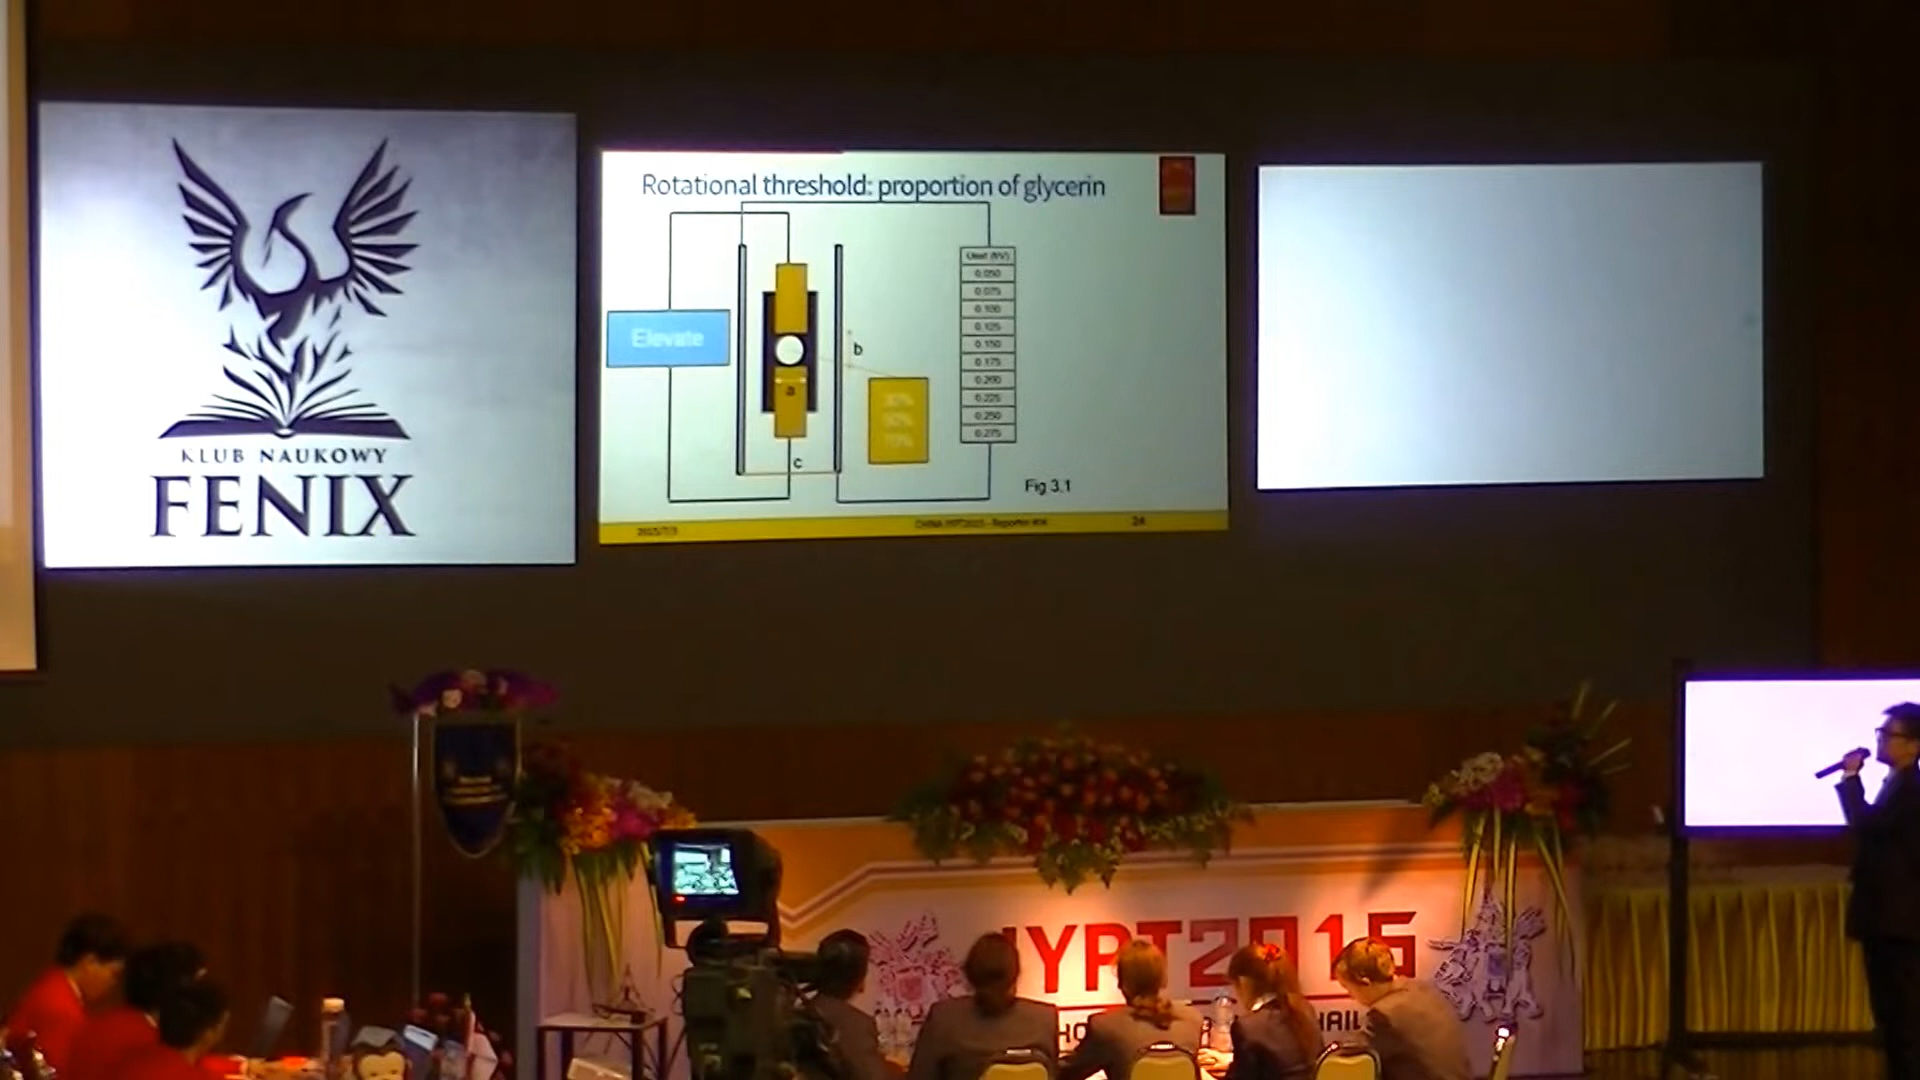 KLUB NAUKOWY
FENIX
Rotational threshold: proportion of glycerin
Elevate
a
b
c
0.050
0.075
0.100
0.125
0.150
0.175
0.200
0.225
0.250
0.275
Fig 3.1
24
IYPT2015